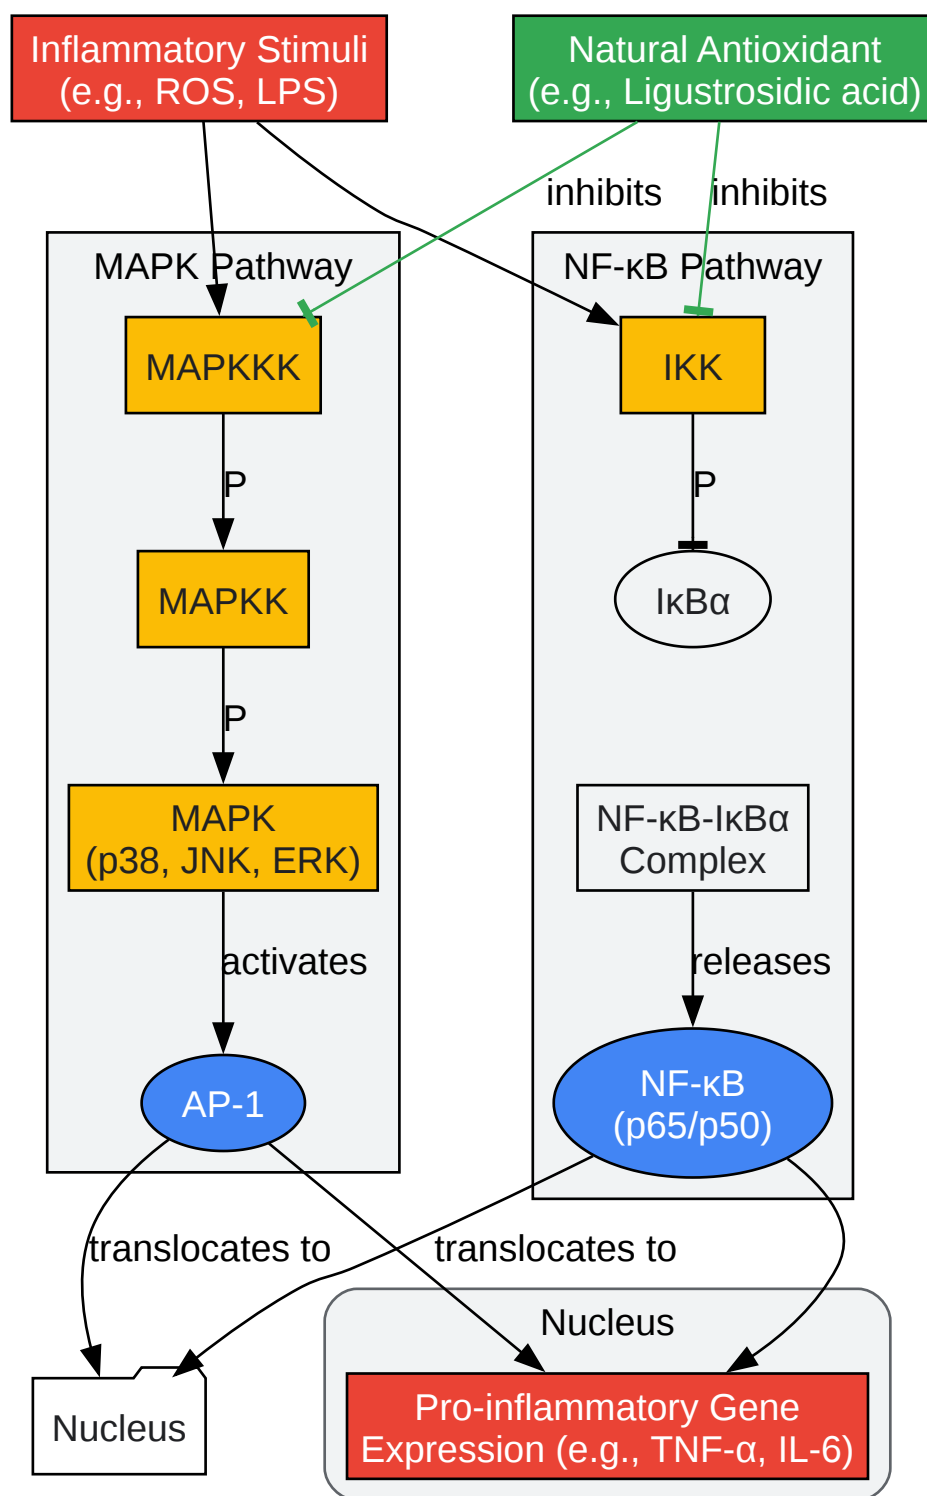 Inflammatory Stimuli
(e.g., ROS, LPS)
Natural Antioxidant
(e.g., Ligustrosidic acid)
inhibits
inhibits
MAPK Pathway
NF-κB Pathway
MAPKKK
IKK
P
P
MAPKK
IκBα
P
MAPK
(p38, JNK, ERK)
NF-κB-IκBα
Complex
activates
releases
AP-1
NF-κB
(p65/p50)
translocates to
translocates to
Nucleus
Nucleus
Pro-inflammatory Gene
Expression (e.g., TNF-α, IL-6)